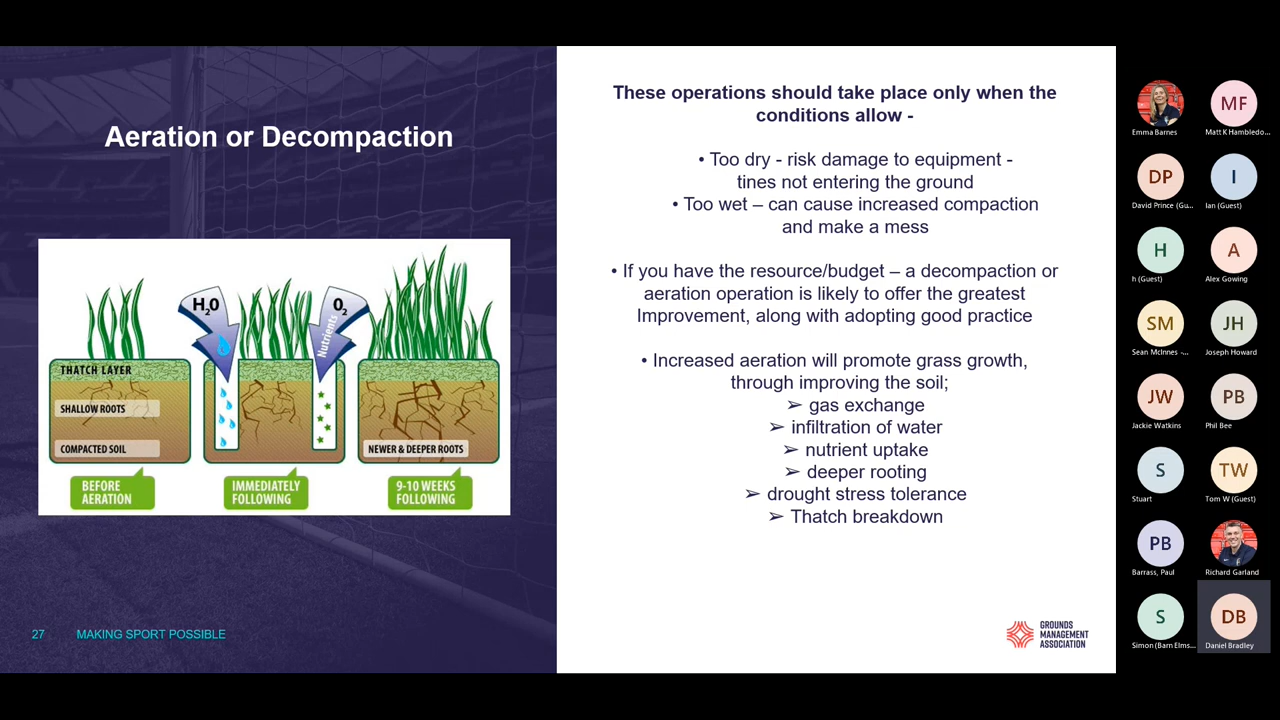 Aeration or Decompaction
H2O
O2
Nutrients
THATCH LAYER
SHALLOW ROOTS
COMPACTED SOIL
NEWER & DEEPER ROOTS
BEFORE
AERATION
IMMEDIATELY
FOLLOWING
9-10 WEEKS
FOLLOWING
27 MAKING SPORT POSSIBLE
These operations should take place only when the
conditions allow -
• Too dry - risk damage to equipment -
tines not entering the ground
• Too wet – can cause increased compaction
and make a mess
• If you have the resource/budget – a decompaction or
aeration operation is likely to offer the greatest
Improvement, along with adopting good practice
• Increased aeration will promote grass growth,
through improving the soil;
➢ gas exchange
➢ infiltration of water
➢ nutrient uptake
➢ deeper rooting
➢ drought stress tolerance
➢ Thatch breakdown
GROUNDS
MANAGEMENT
ASSOCIATION
Emma Barnes
MF
Matt K Hambledo...
DP
David Prince (Gu...
I
Ian (Guest)
H
h (Guest)
A
Alex Gowing
SM
Sean McInnes -...
JH
Joseph Howard
JW
Jackie Watkins
PB
Phil Bee
S
Stuart
TW
Tom W (Guest)
PB
Barrass, Paul
Richard Garland
S
Simon (Barn Elms...
DB
Daniel Bradley